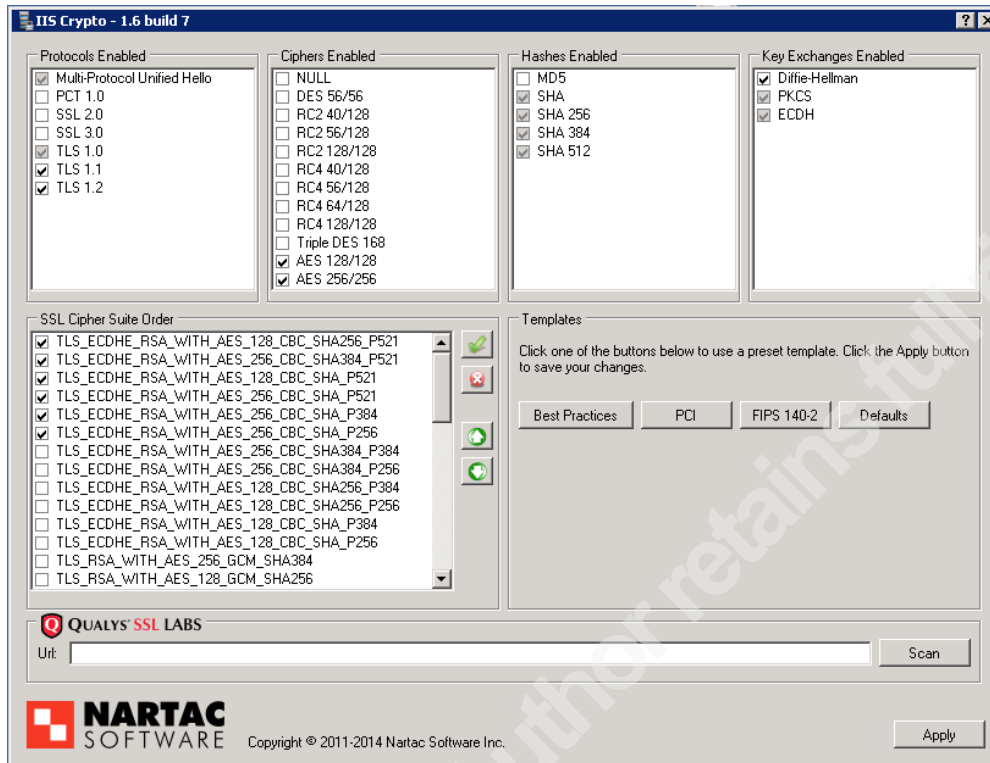 IIS Crypto - 1.6 build 7
Protocols Enabled
Multi-Protocol Unified Hello
PCT 1.0
SSL 2.0
SSL 3.0
TLS 1.0
TLS 1.1
TLS 1.2
Ciphers Enabled
NULL
DES 56/56
RC2 40/128
RC2 56/128
RC2 128/128
RC4 40/128
RC4 56/128
RC4 64/128
RC4 128/128
Triple DES 168
AES 128/128
AES 256/256
Hashes Enabled
MD5
SHA
SHA 256
SHA 384
SHA 512
Key Exchanges Enabled
Diffie-Hellman
PKCS
ECDH
SSL Cipher Suite Order
TLS_ECDHE_RSA_WITH_AES_128_CBC_SHA256_P521
TLS_ECDHE_RSA_WITH_AES_256_CBC_SHA384_P521
TLS_ECDHE_RSA_WITH_AES_128_CBC_SHA_P521
TLS_ECDHE_RSA_WITH_AES_256_CBC_SHA_P521
TLS_ECDHE_RSA_WITH_AES_256_CBC_SHA_P384
TLS_ECDHE_RSA_WITH_AES_256_CBC_SHA_P256
TLS_ECDHE_RSA_WITH_AES_256_CBC_SHA384_P384
TLS_ECDHE_RSA_WITH_AES_256_CBC_SHA384_P256
TLS_ECDHE_RSA_WITH_AES_128_CBC_SHA256_P384
TLS_ECDHE_RSA_WITH_AES_128_CBC_SHA256_P256
TLS_ECDHE_RSA_WITH_AES_128_CBC_SHA_P384
TLS_ECDHE_RSA_WITH_AES_128_CBC_SHA_P256
TLS_RSA_WITH_AES_256_GCM_SHA384
TLS_RSA_WITH_AES_128_GCM_SHA256
Templates
Click one of the buttons below to use a preset template. Click the Apply button
to save your changes.
Best Practices
PCI
FIPS 140-2
Defaults
QUALYS' SSL LABS
Url:
Scan
NARTAC
SOFTWARE
Copyright © 2011-2014 Nartac Software Inc.
Apply
uthor retains full